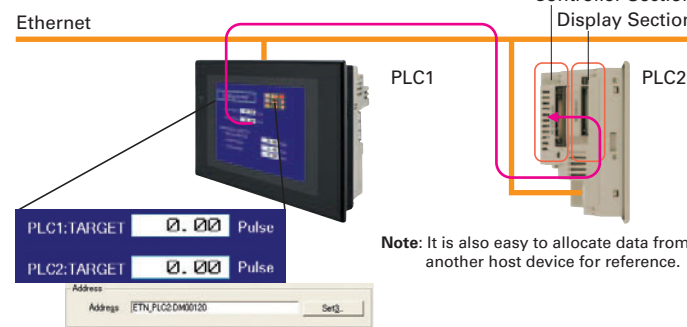 Controller Section
Display Section
Ethernet
PLC1
PLC2
PLC1:TARGET 0.00 Pulse
PLC2:TARGET 0.00 Pulse
Note: It is also easy to allocate data from
another host device for reference.
Address
Address ETN_PLC2:DM00120 Set3..